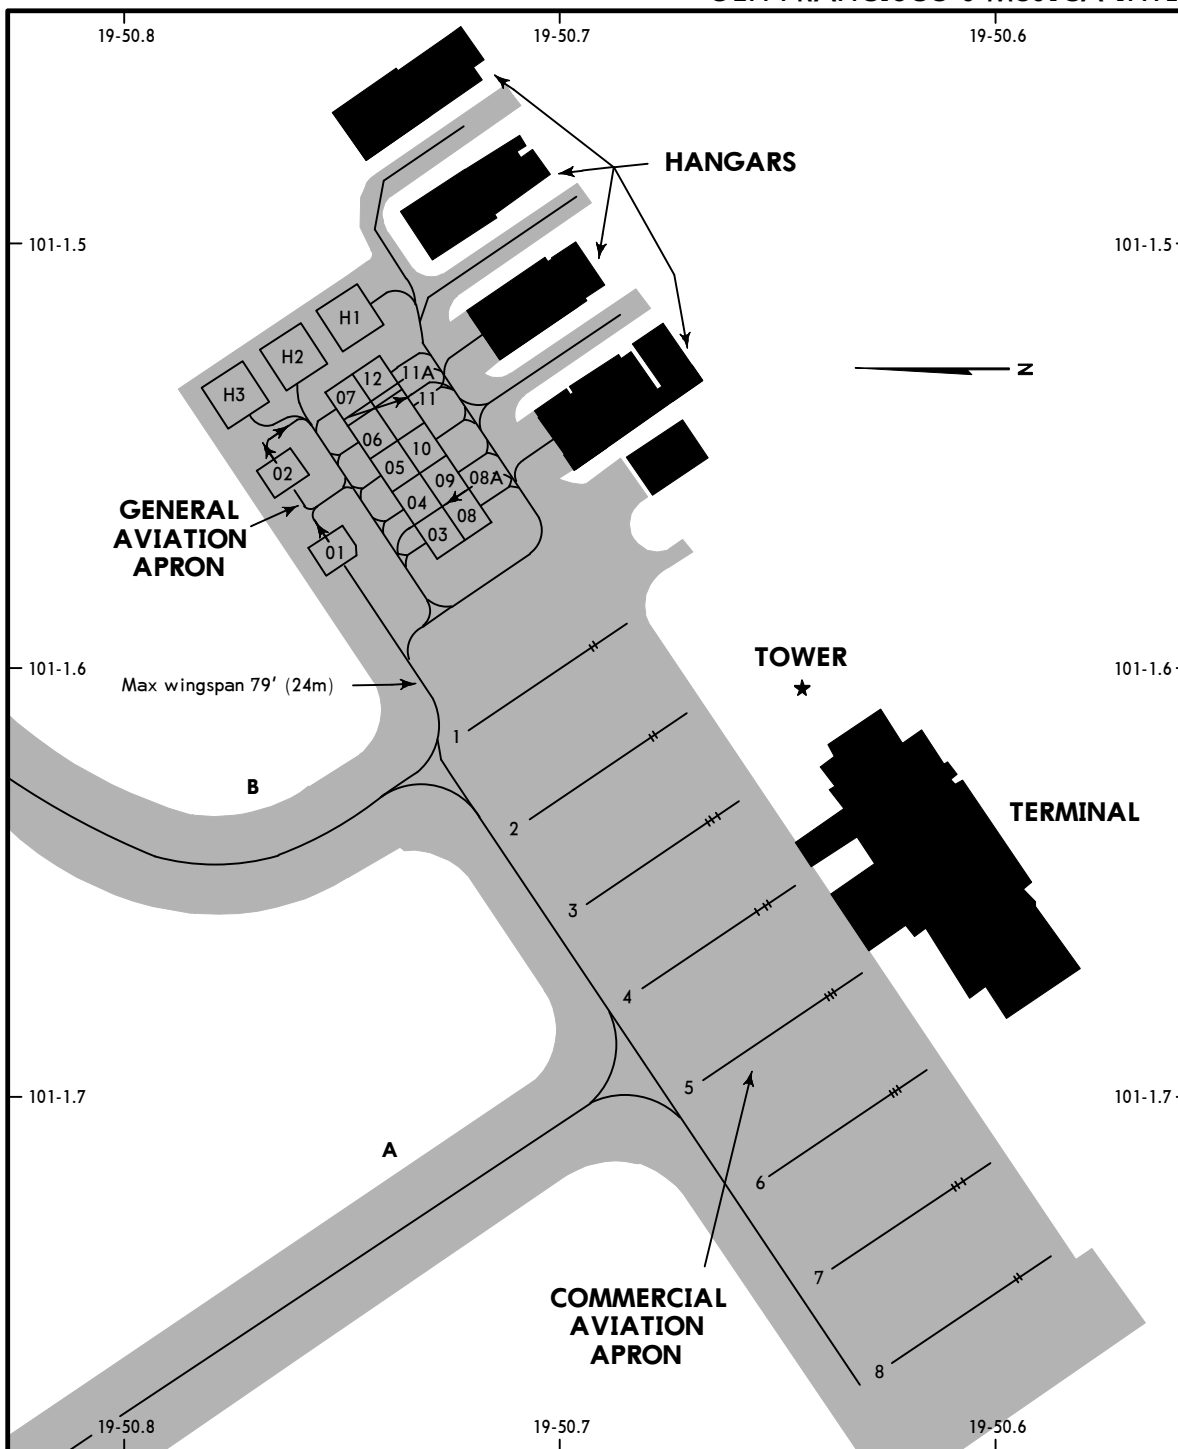 19-50.8
19-50.7
19-50.6
HANGARS
101-1.5
101-1.5
H1
H2
H3
N
12
11A
07
11
06
10
05
09
08A
02
04
08
03
01
GENERAL
AVIATION
APRON
TOWER
101-1.6
101-1.6
Max wingspan 79' (24m)
1
B
2
TERMINAL
3
4
5
101-1.7
101-1.7
A
6
7
COMMERCIAL
AVIATION
APRON
8
19-50.8
19-50.7
19-50.6